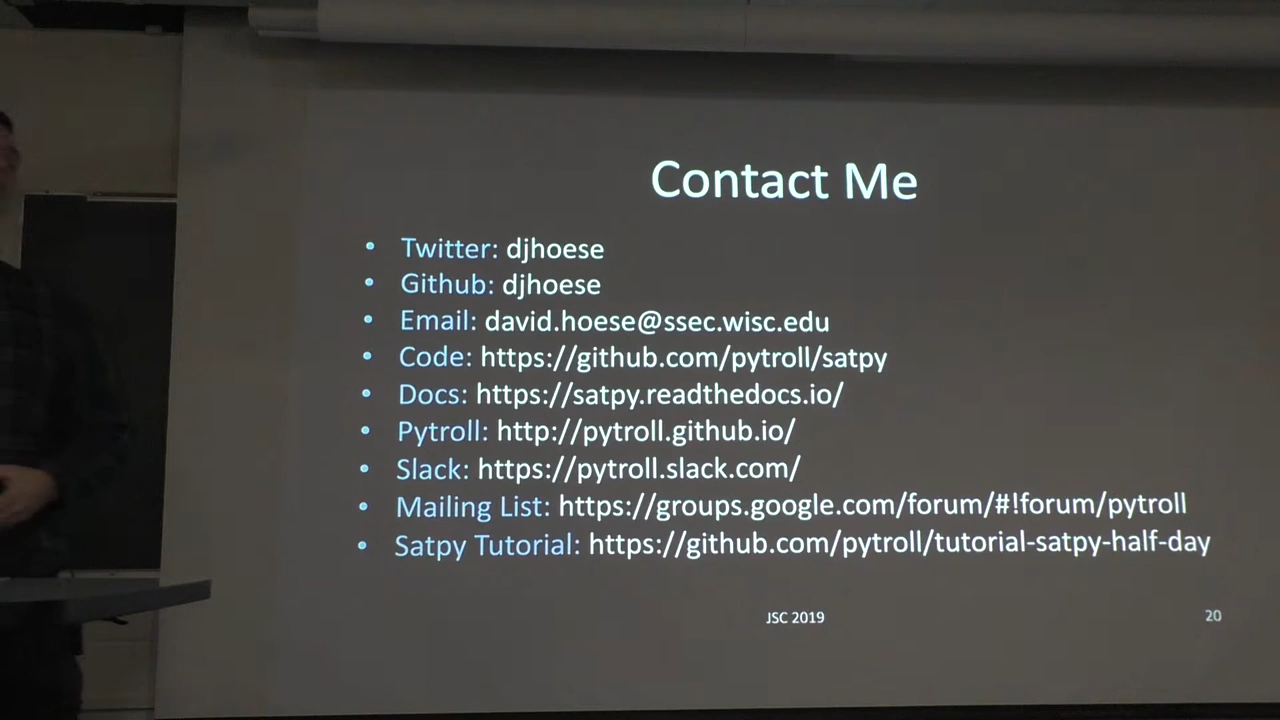 Contact Me
• Twitter: djhoese
• Github: djhoese
• Email: david.hoese@ssec.wisc.edu
• Code: https://github.com/pytroll/satpy
• Docs: https://satpy.readthedocs.io/
• Pytroll: http://pytroll.github.io/
• Slack: https://pytroll.slack.com/
• Mailing List: https://groups.google.com/forum/#!forum/pytroll
• Satpy Tutorial: https://github.com/pytroll/tutorial-satpy-half-day
JSC 2019
20